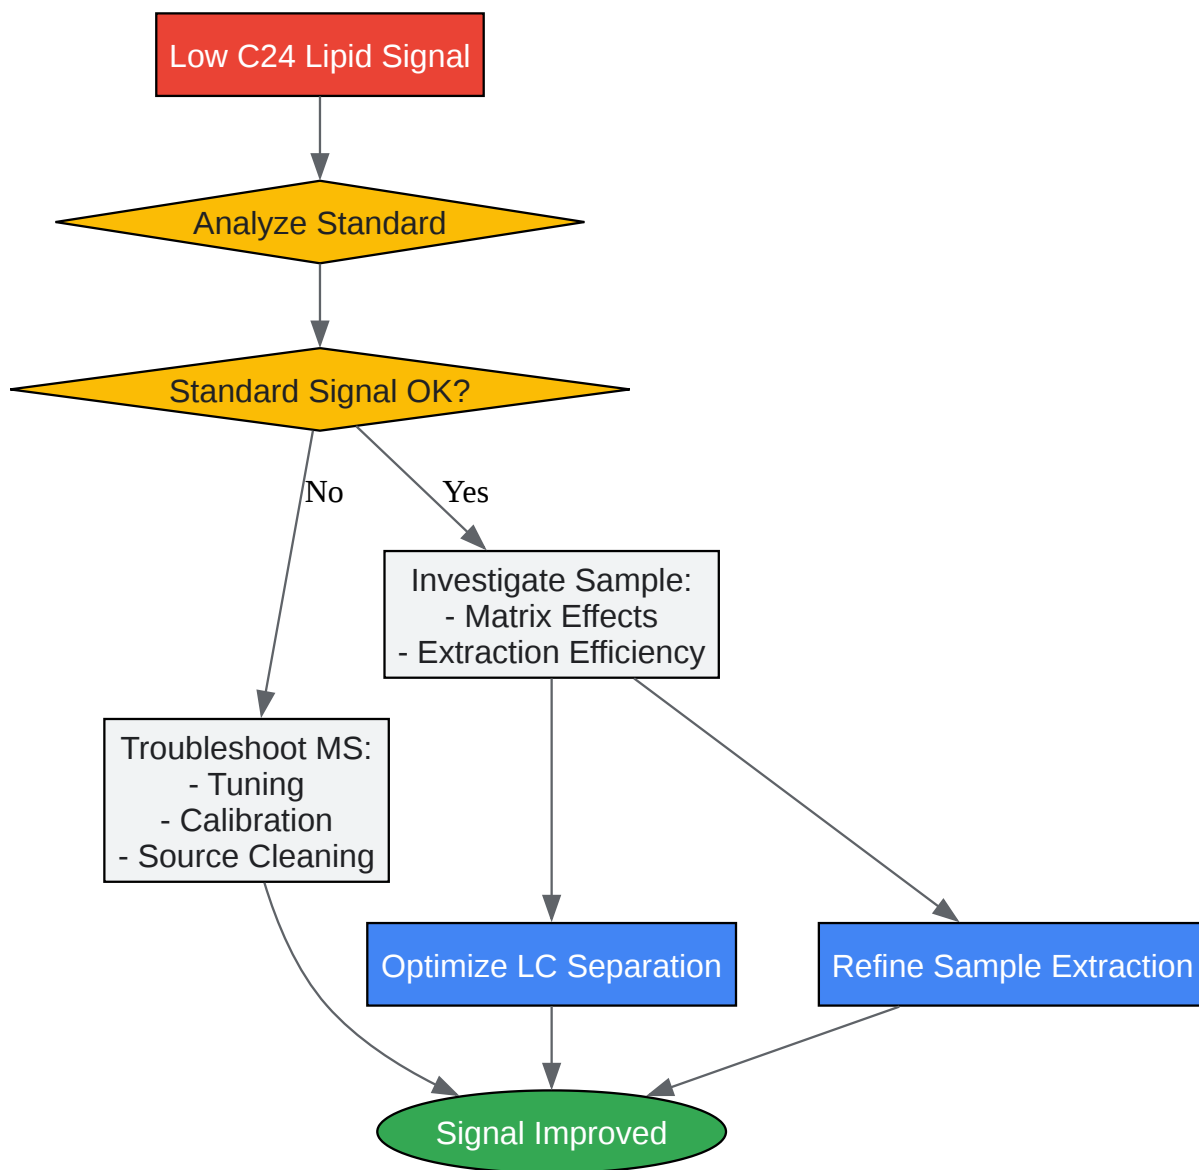 Low C24 Lipid Signal
Analyze Standard
Standard Signal OK?
No
Yes
Investigate Sample:
- Matrix Effects
- Extraction Efficiency
Troubleshoot MS:
- Tuning
- Calibration
- Source Cleaning
Optimize LC Separation
Refine Sample Extraction
Signal Improved